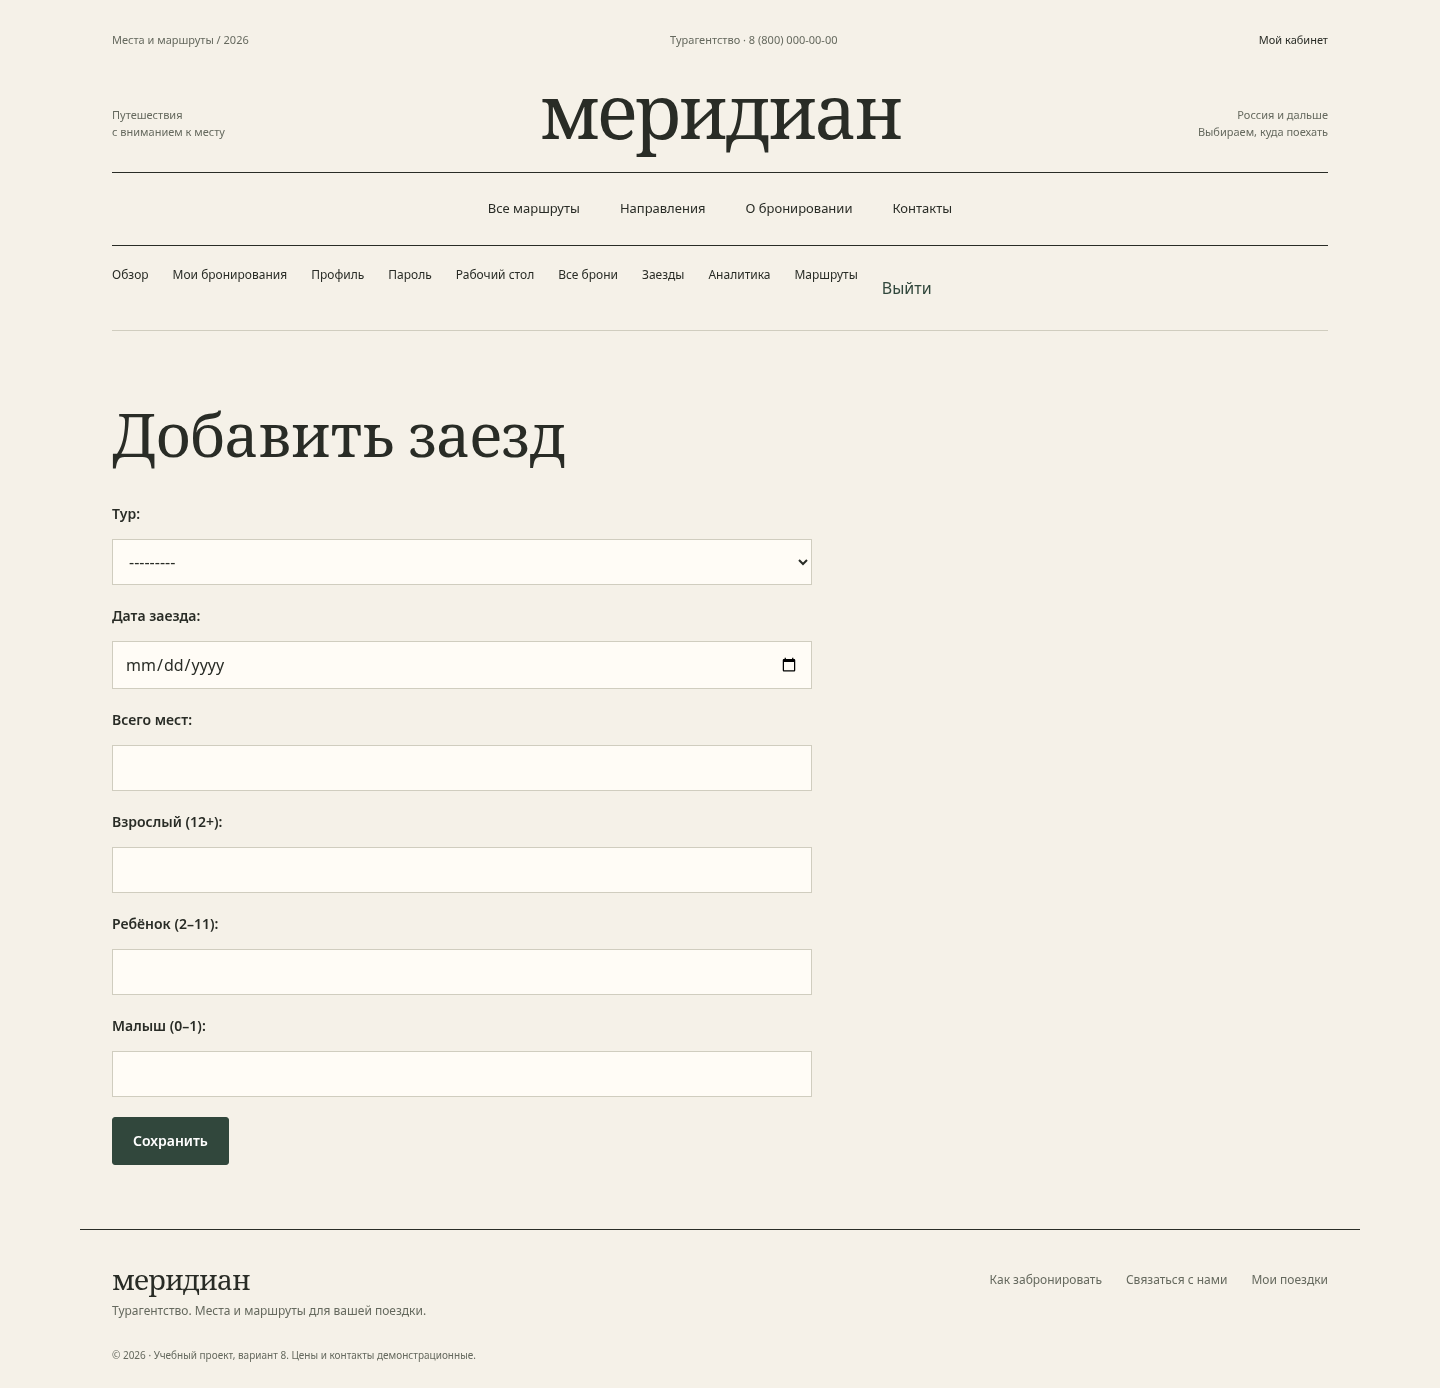 Места и маршруты / 2026
Турагентство · 8 (800) 000-00-00
Мой кабинет
Путешествия
с вниманием к месту
меридиан
Россия и дальше
Выбираем, куда поехать
Все маршруты
Направления
О бронировании
Контакты
Обзор
Мои бронирования
Профиль
Пароль
Рабочий стол
Все брони
Заезды
Аналитика
Маршруты
Выйти
Добавить заезд
Тур:
---------
Дата заезда:
mm/dd/yyyy
Всего мест:
Взрослый (12+):
Ребёнок (2–11):
Малыш (0–1):
Сохранить
меридиан
Турагентство. Места и маршруты для вашей поездки.
Как забронировать
Связаться с нами
Мои поездки
© 2026 · Учебный проект, вариант 8. Цены и контакты демонстрационные.